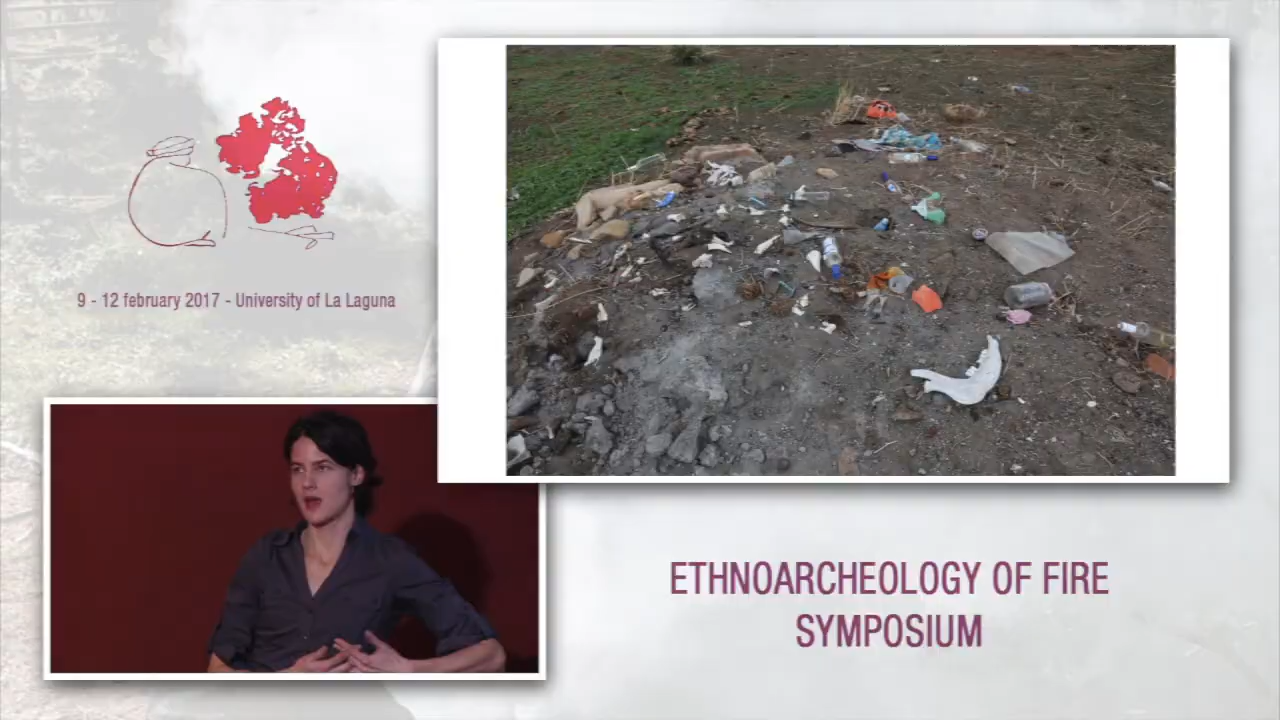 9 - 12 february 2017 - University of La Laguna
ETHNOARCHEOLOGY OF FIRE
SYMPOSIUM